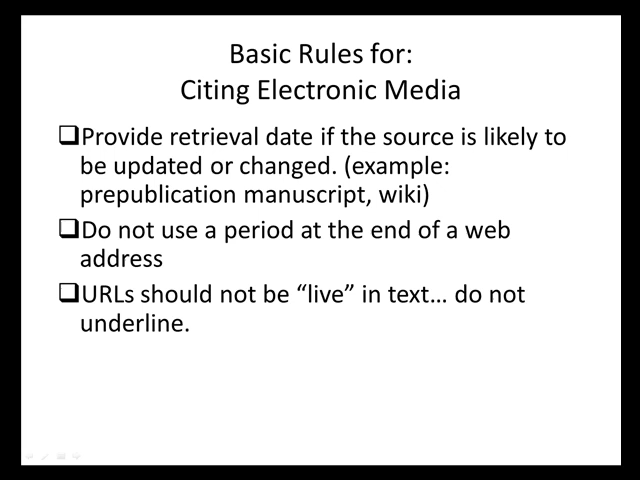 Basic Rules for:
Citing Electronic Media
❑Provide retrieval date if the source is likely to
be updated or changed. (example:
prepublication manuscript, wiki)
❑Do not use a period at the end of a web
address
❑URLs should not be “live” in text… do not
underline.